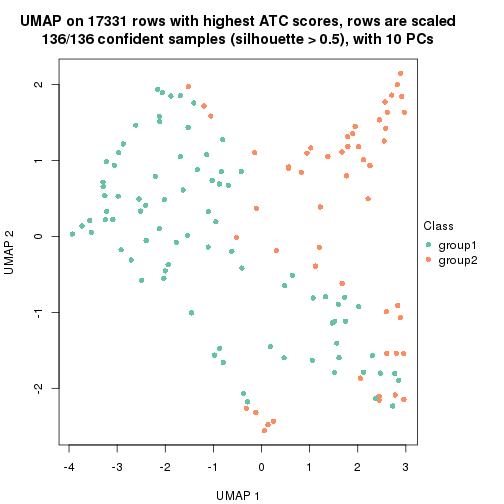 UMAP on 17331 rows with highest ATC scores, rows are scaled
136/136 confident samples (silhouette > 0.5), with 10 PCs
2
1
0
-1
-2
UMAP 2
-4
-3
-2
-1
0
1
2
3
UMAP 1
Class
group1
group2